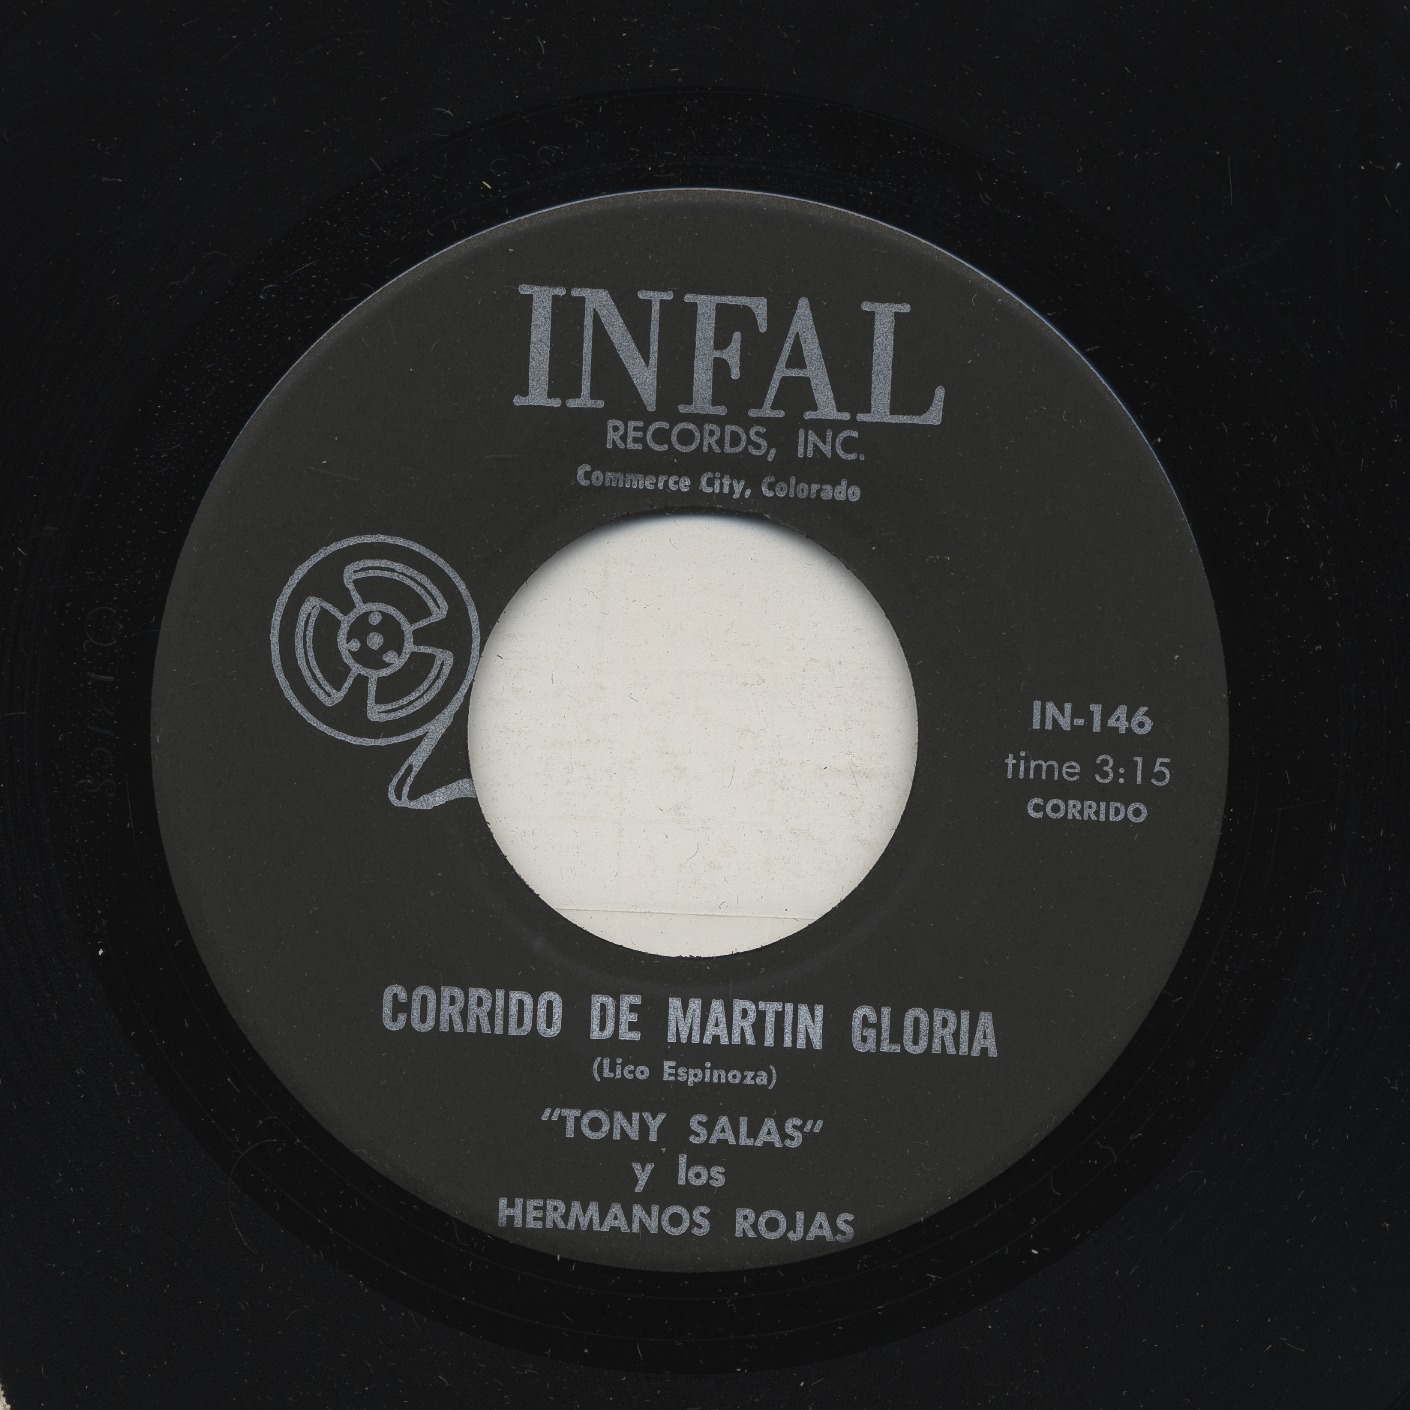 INFAL
RECORDS, INC.
Commerce City, Colorado
IN-146
time 3:15
CORRIDO
CORRIDO DE MARTIN GLORIA
(Lico Espinoza)
"TONY SALAS"
y los
HERMANOS ROJAS